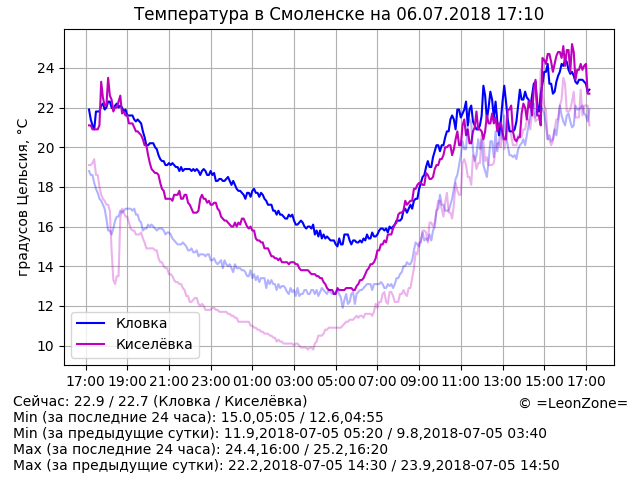 Температура в Смоленске на 06.07.2018 17:10
градусов Цельсия, °C
24
22
20
18
16
14
12
10
Кловка
Киселёвка
17:00 19:00 21:00 23:00 01:00 03:00 05:00 07:00 09:00 11:00 13:00 15:00 17:00
Сейчас: 22.9 / 22.7 (Кловка / Киселёвка)
© =LeonZone=
Min (за последние 24 часа): 15.0,05:05 / 12.6,04:55
Min (за предыдущие сутки): 11.9,2018-07-05 05:20 / 9.8,2018-07-05 03:40
Max (за последние 24 часа): 24.4,16:00 / 25.2,16:20
Max (за предыдущие сутки): 22.2,2018-07-05 14:30 / 23.9,2018-07-05 14:50